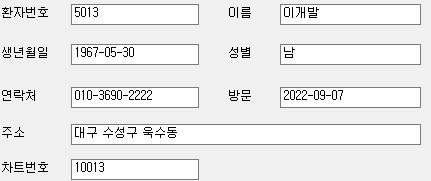 환자번호 5013 이름 이개발
생년월일 1967-05-30 성별 남
연락처 010-3690-2222 방문 2022-09-07
주소 대구 수성구 욱수동
차트번호 10013